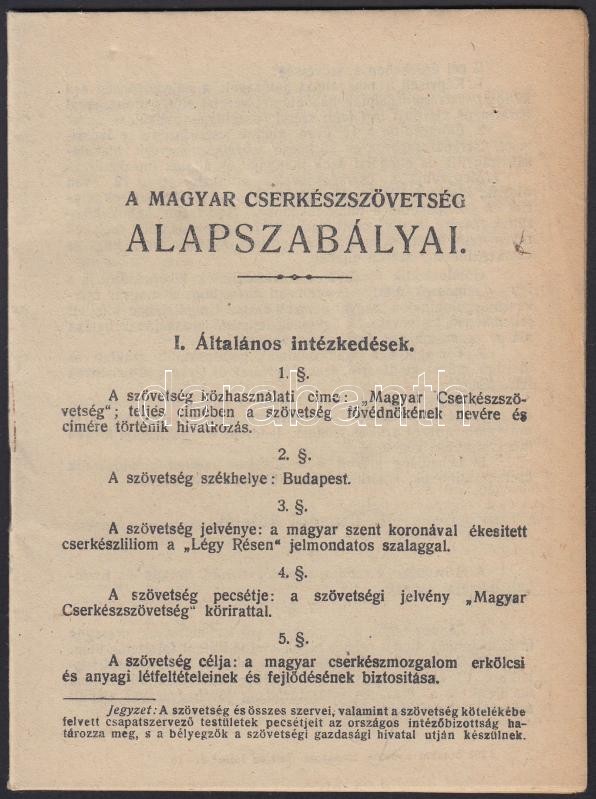 A MAGYAR CSERKÉSZSZÖVETSÉG
ALAPSZABÁLYAI.
I. Általános intézkedések.
1. §.
A szövetség közhasználati cime: „Magyar Cserkészszö-
vetség"; teljes címében a szövetség fővédnökének nevére és
címére történik hivatkozás.
2. §.
A szövetség székhelye: Budapest.
3. §.
A szövetség jelvénye: a magyar szent koronával ékesitett
cserkészliliom a „Légy Résen" jelmondatos szalaggal.
4. §.
A szövetség pecsétje: a szövetségi jelvény „Magyar
Cserkészszövetség" körirattal.
5. §.
A szövetség célja: a magyar cserkészmozgalom erkölcsi
és anyagi létfeltételeinek és fejlődésének biztositása.
Jegyzet: A szövetség és összes szervei, valamint a szövetség kötelékébe
felvett csapatszervező testületek pecsétjeit az országos intézőbizottság ha-
tározza meg, s a bélyegzők a szövetségi gazdasági hivatal utján készülnek.
darabanth